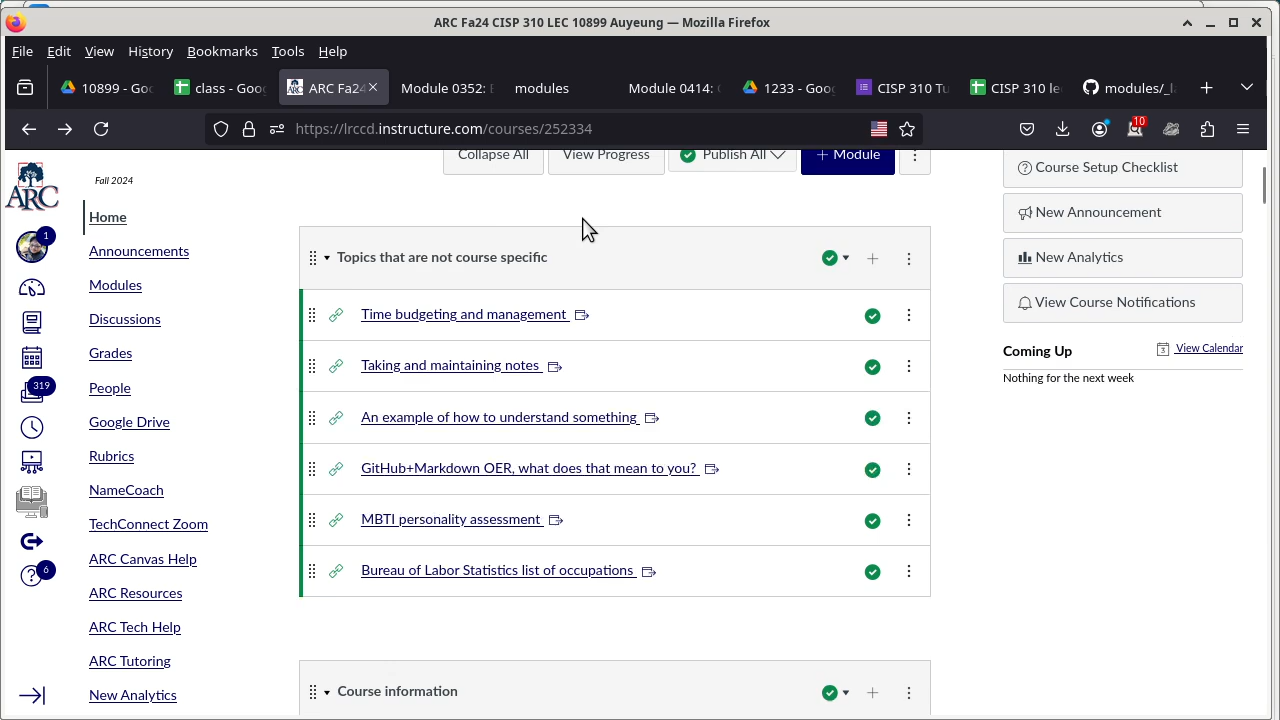 ARC Fa24 CISP 310 LEC 10899 Auyeung — Mozilla Firefox
File Edit View History Bookmarks Tools Help
10899 - Go
class - Goog
ARC Fa24
Module 0352:
modules
Module 0414:
1233 - Goog
CISP 310 Tu
CISP 310 le
modules/_l
https://lrccd.instructure.com/courses/252334
10
Collapse All
View Progress
Publish All
+ Module
ARC
1
319
6
Fall 2024
Home
Announcements
Modules
Discussions
Grades
People
Google Drive
Rubrics
NameCoach
TechConnect Zoom
ARC Canvas Help
ARC Resources
ARC Tech Help
ARC Tutoring
New Analytics
Topics that are not course specific
Time budgeting and management
Taking and maintaining notes
An example of how to understand something
GitHub+Markdown OER, what does that mean to you?
MBTI personality assessment
Bureau of Labor Statistics list of occupations
Course information
Course Setup Checklist
New Announcement
New Analytics
View Course Notifications
Coming Up
View Calendar
Nothing for the next week